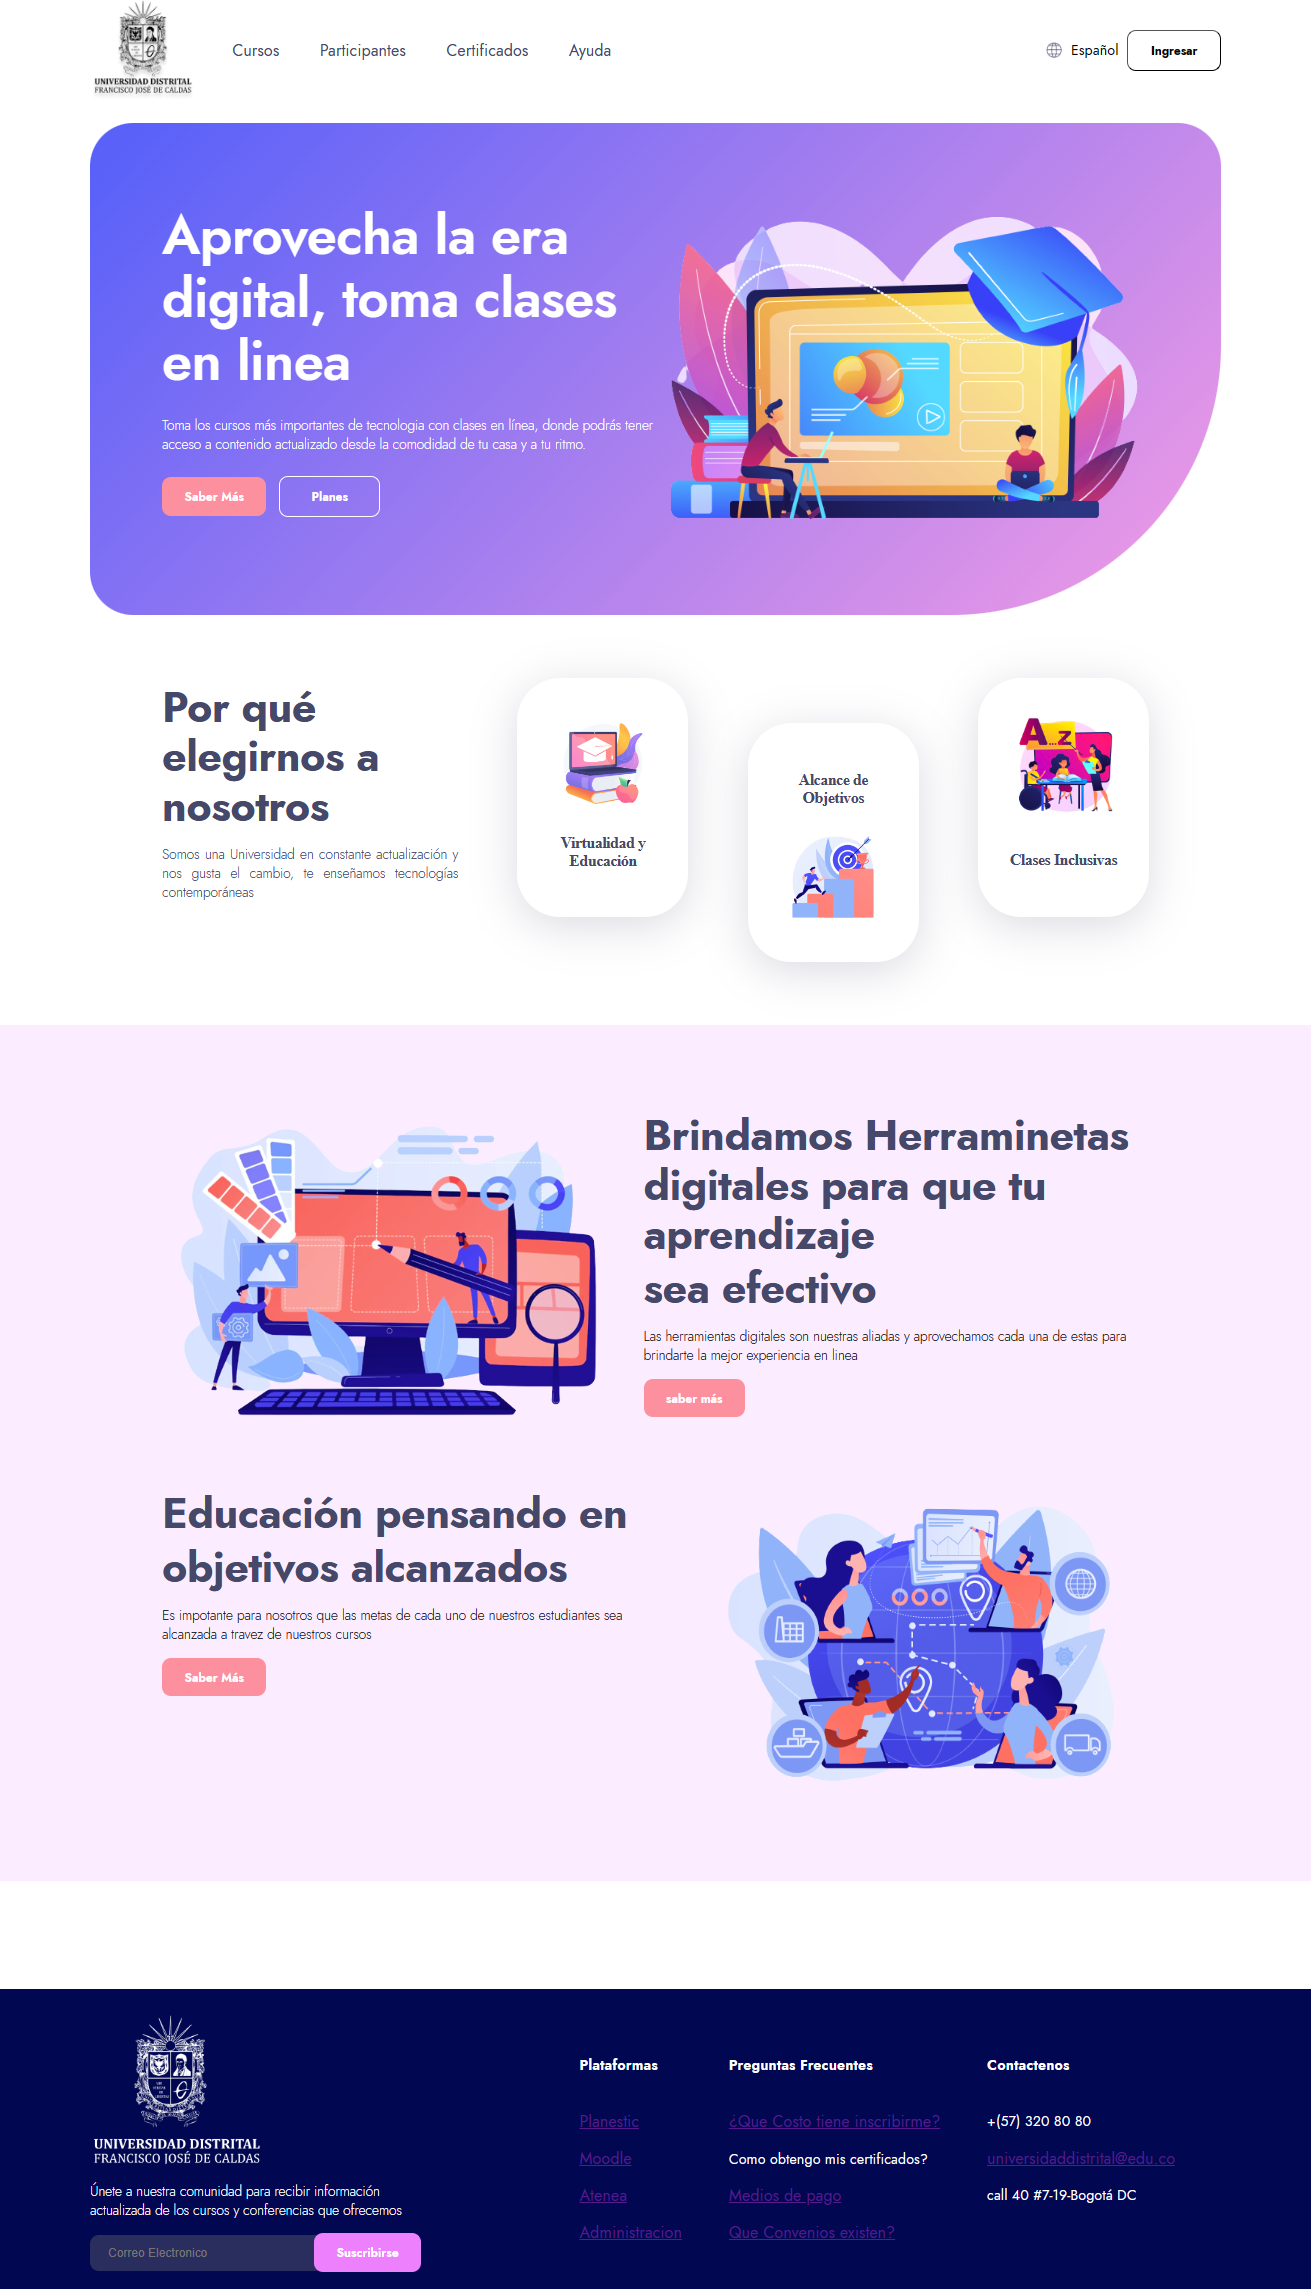 UNIVERSIDAD DISTRITAL
FRANCISCO JOSÉ DE CALDAS
Cursos
Participantes
Certificados
Ayuda
Español
Ingresar
Aprovecha la era
digital, toma clases
en linea
Toma los cursos más importantes de tecnologia con clases en línea, donde podrás tener
acceso a contenido actualizado desde la comodidad de tu casa y a tu ritmo.
Saber Más
Planes
Por qué
elegirnos a
nosotros
Somos una Universidad en constante actualización y
nos gusta el cambio, te enseñamos tecnologías
contemporáneas
Virtualidad y
Educación
Alcance de
Objetivos
A...Z
Clases Inclusivas
Brindamos Herraminetas
digitales para que tu
aprendizaje
sea efectivo
Las herramientas digitales son nuestras aliadas y aprovechamos cada una de estas para
brindarte la mejor experiencia en linea
saber más
Educación pensando en
objetivos alcanzados
Es impotante para nosotros que las metas de cada uno de nuestros estudiantes sea
alcanzada a travez de nuestros cursos
Saber Más
UNIVERSIDAD DISTRITAL
FRANCISCO JOSÉ DE CALDAS
Únete a nuestra comunidad para recibir información
actualizada de los cursos y conferencias que ofrecemos
Correo Electronico
Suscribirse
Plataformas
Planestic
Moodle
Atenea
Administracion
Preguntas Frecuentes
¿Que Costo tiene inscribirme?
Como obtengo mis certificados?
Medios de pago
Que Convenios existen?
Contactenos
+(57) 320 80 80
universidaddistrital@edu.co
call 40 #7-19-Bogotá DC